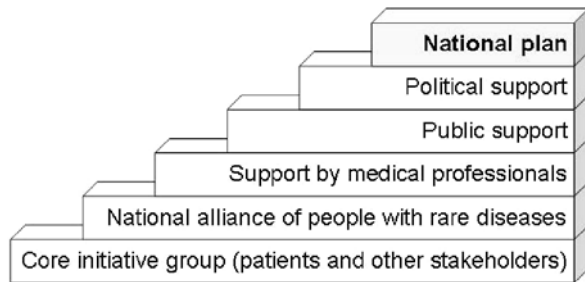 National plan
Political support
Public support
Support by medical professionals
National alliance of people with rare diseases
Core initiative group (patients and other stakeholders)